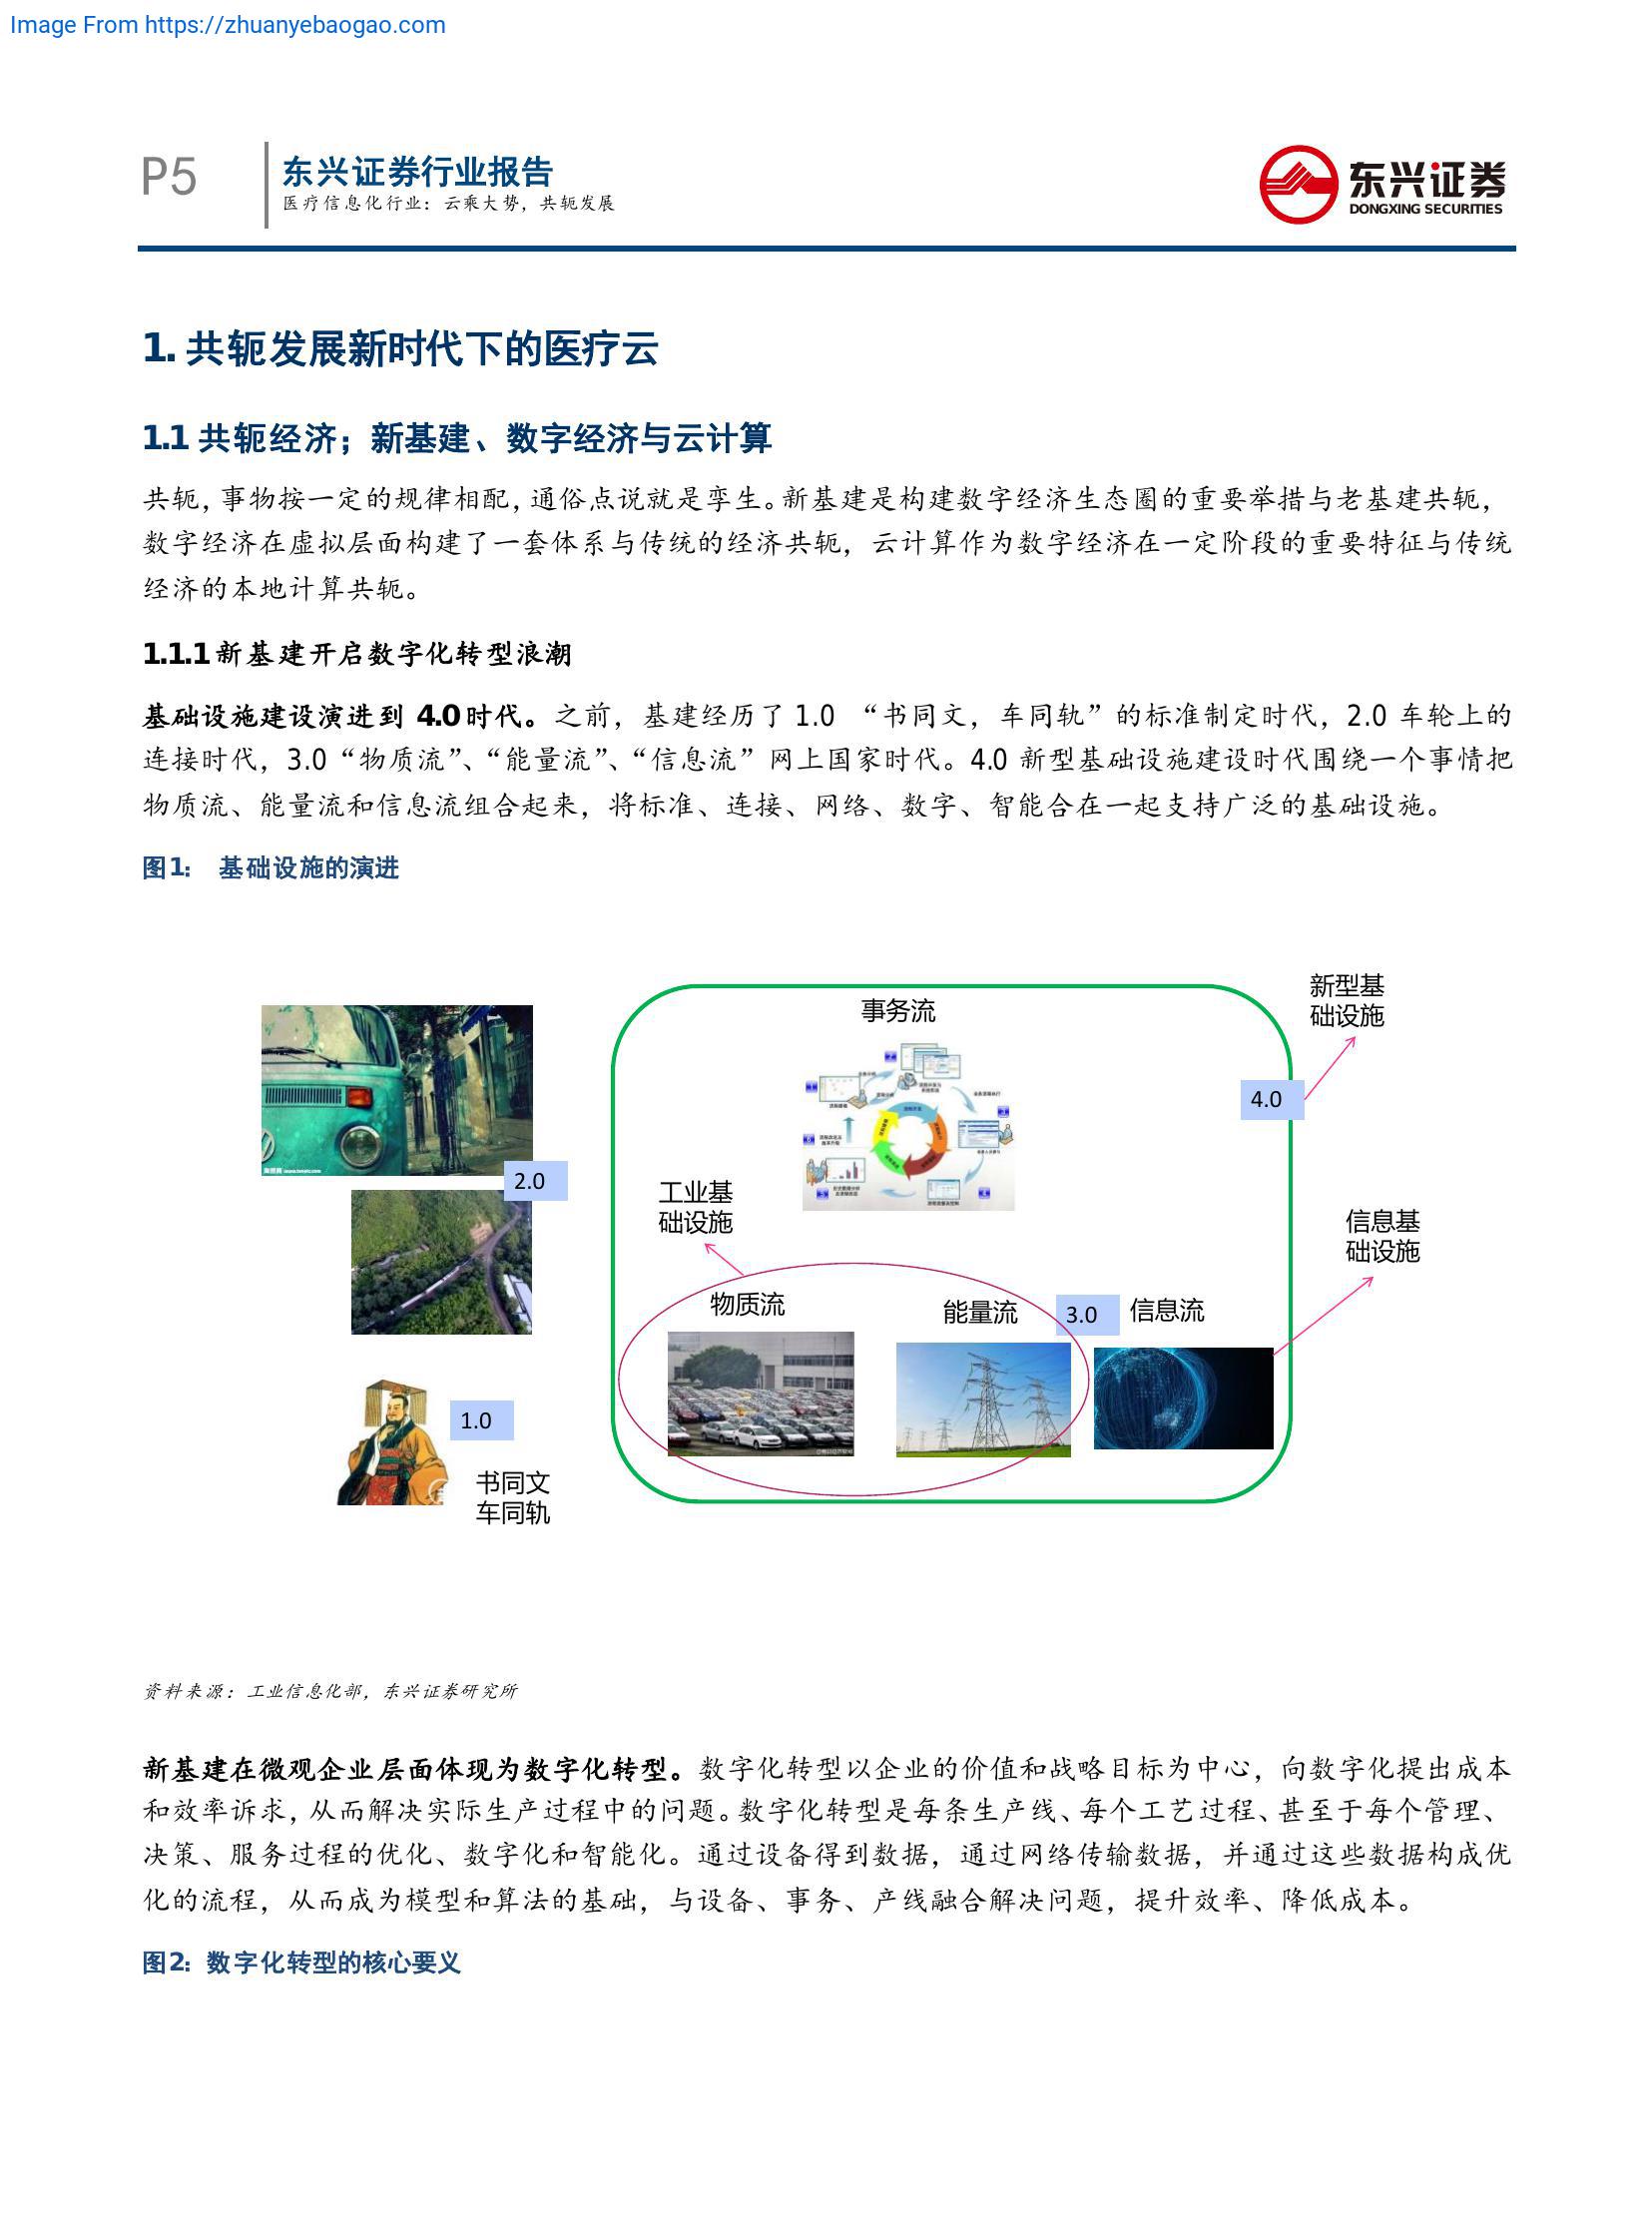 Image From https://zhuanyebaogao.com
P5
东兴证券行业报告
医疗信息化行业：云乘大势，共轭发展
东兴证券
DONGXING SECURITIES
1. 共轭发展新时代下的医疗云
1.1 共轭经济；新基建、数字经济与云计算
共轭，事物按一定的规律相配，通俗点说就是孪生。新基建是构建数字经济生态圈的重要举措与老基建共轭，
数字经济在虚拟层面构建了一套体系与传统的经济共轭，云计算作为数字经济在一定阶段的重要特征与传统
经济的本地计算共轭。
1.1.1 新基建开启数字化转型浪潮
基础设施建设演进到 4.0 时代。之前，基建经历了 1.0 “书同文，车同轨”的标准制定时代，2.0 车轮上的
连接时代，3.0“物质流”、“能量流”、“信息流”网上国家时代。4.0 新型基础设施建设时代围绕一个事情把
物质流、能量流和信息流组合起来，将标准、连接、网络、数字、智能合在一起支持广泛的基础设施。
图1： 基础设施的演进
新型基
础设施
事务流
4.0
2.0
工业基
础设施
信息基
础设施
物质流
能量流
3.0
信息流
1.0
书同文
车同轨
资料来源：工业信息化部，东兴证券研究所
新基建在微观企业层面体现为数字化转型。数字化转型以企业的价值和战略目标为中心，向数字化提出成本
和效率诉求，从而解决实际生产过程中的问题。数字化转型是每条生产线、每个工艺过程、甚至于每个管理、
决策、服务过程的优化、数字化和智能化。通过设备得到数据，通过网络传输数据，并通过这些数据构成优
化的流程，从而成为模型和算法的基础，与设备、事务、产线融合解决问题，提升效率、降低成本。
图2：数字化转型的核心要义